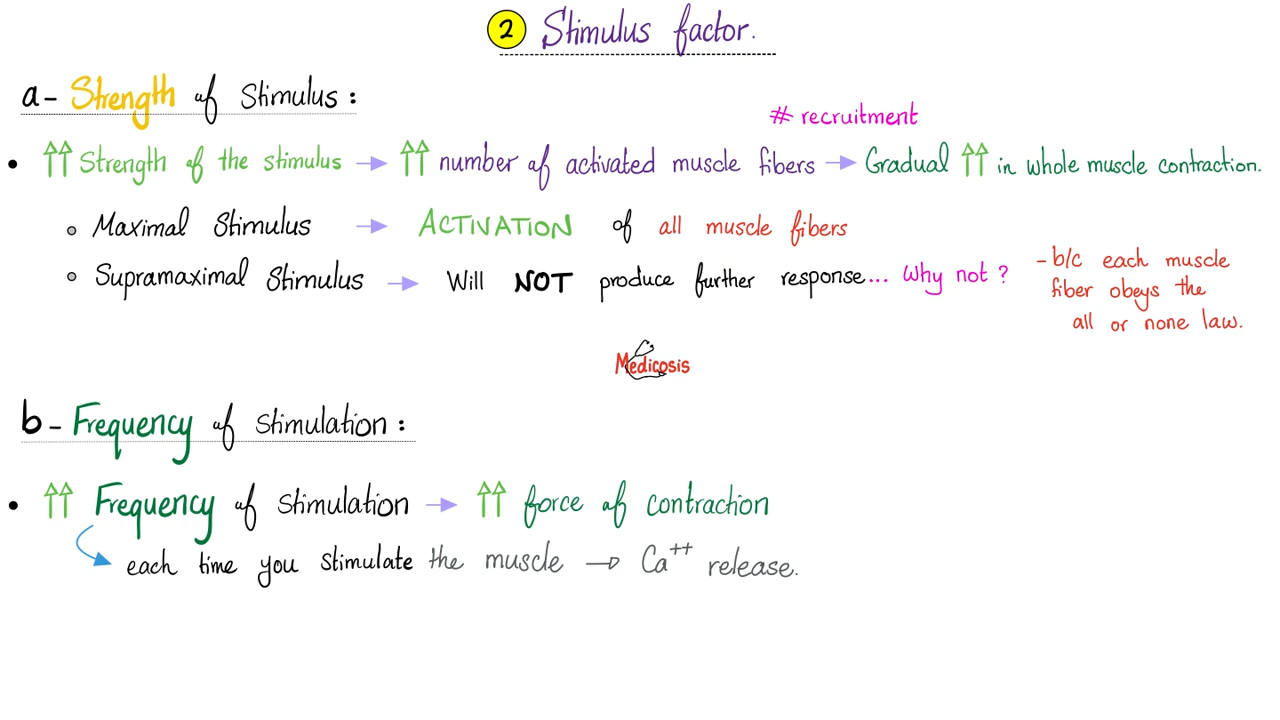 2 Stimulus factor.
a- Strength of Stimulus :
# recruitment
• ⇈ Strength of the stimulus → ⇈ number of activated muscle fibers → Gradual ⇈ in whole muscle contraction.
Maximal Stimulus → ACTIVATION of all muscle fibers
Supramaximal Stimulus → Will NOT produce further response... Why not ?
- b/c each muscle
fiber obeys the
all or none law.
Medicosis
b- Frequency of Stimulation :
• ⇈ Frequency of Stimulation → ⇈ force of contraction
each time you stimulate the muscle → Ca++ release.